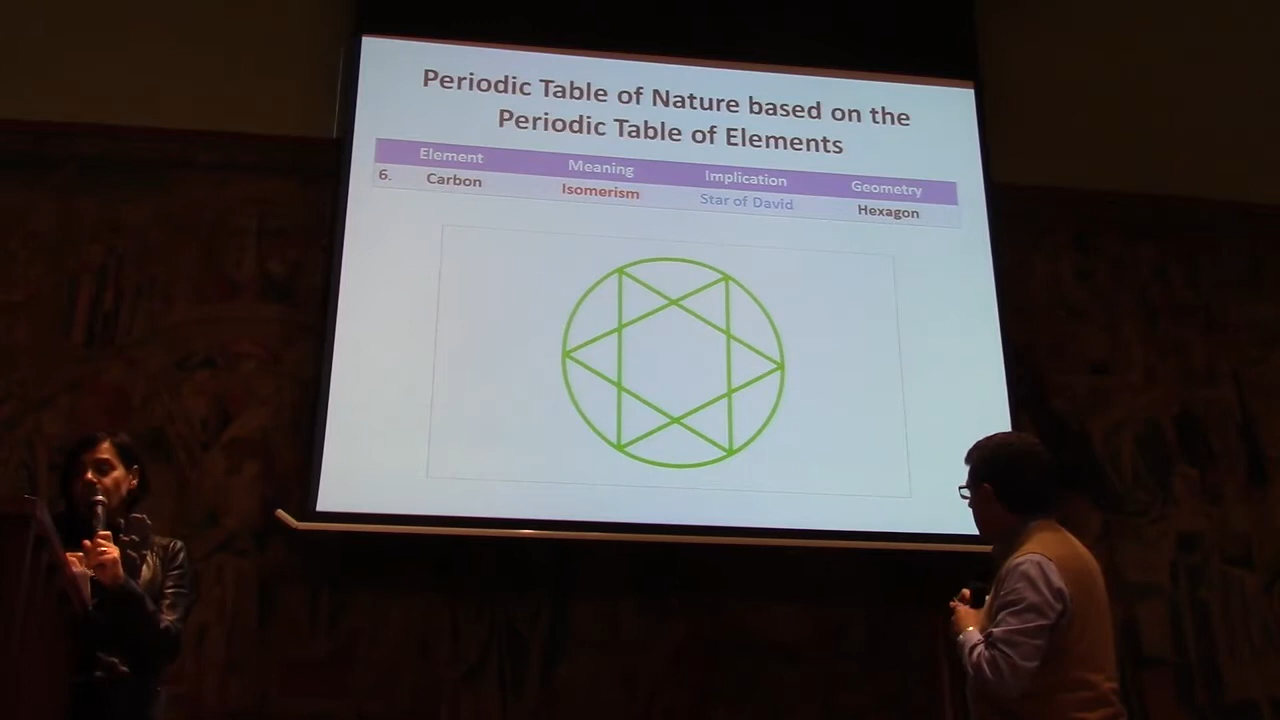 Periodic Table of Nature based on the
Periodic Table of Elements
Element Meaning Implication Geometry
6. Carbon Isomerism Star of David Hexagon